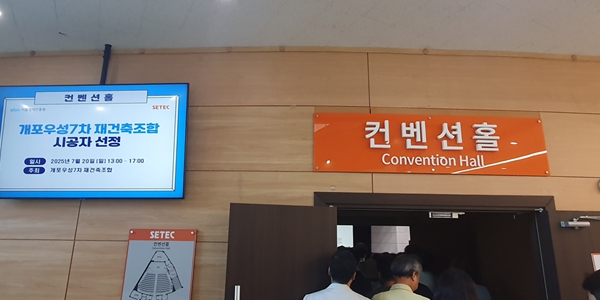 SETEC
컨벤션홀
개포우성7차 재건축조합
시공자 선정
일시 2025년 7월 20일 (일) 13:00 - 17:00
주최 개포우성7차 재건축조합
컨벤션홀
Convention Hall
SETEC
컨벤션홀